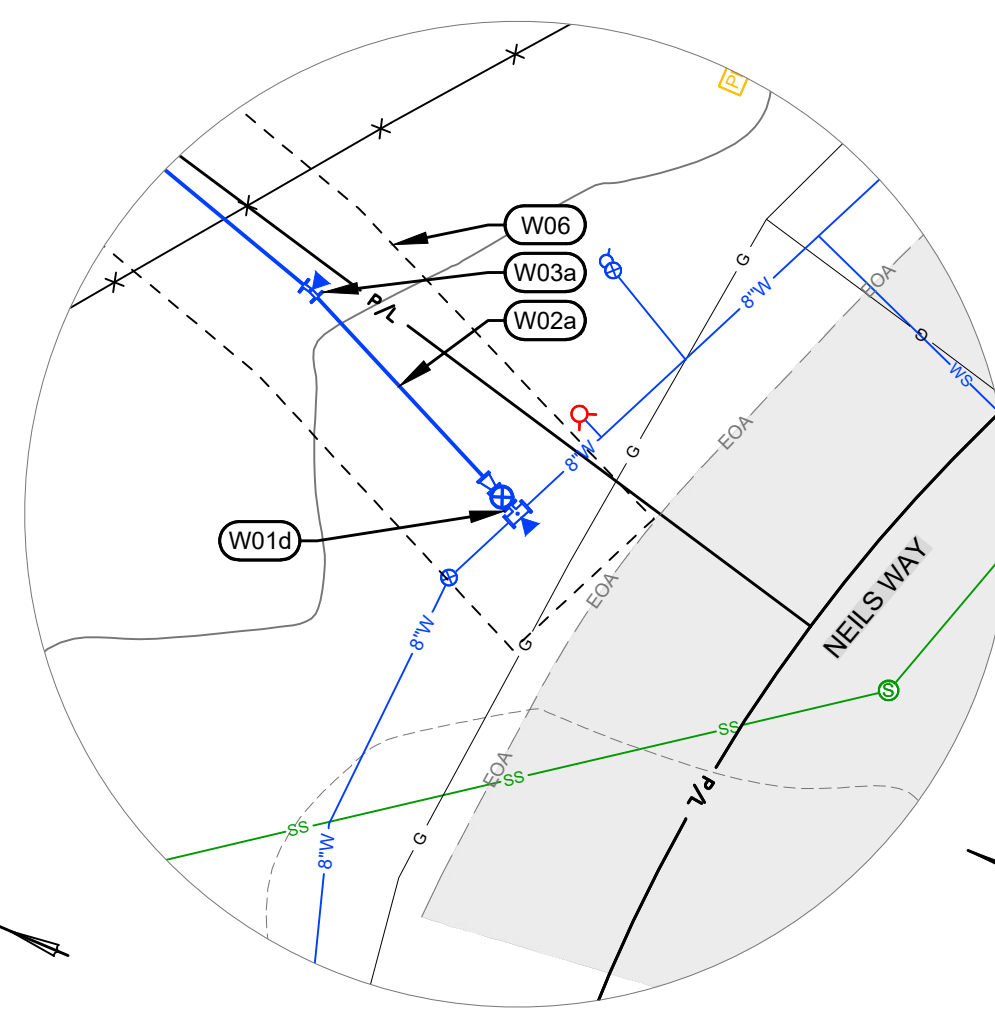 P
W06
W03a
W02a
P/L
G
8"W
EOA
WS
EOA
G
8"W
W01d
EOA
NEILS WAY
8"W
G
S
SS
EOA
SS
P/L
SS
8"W
G